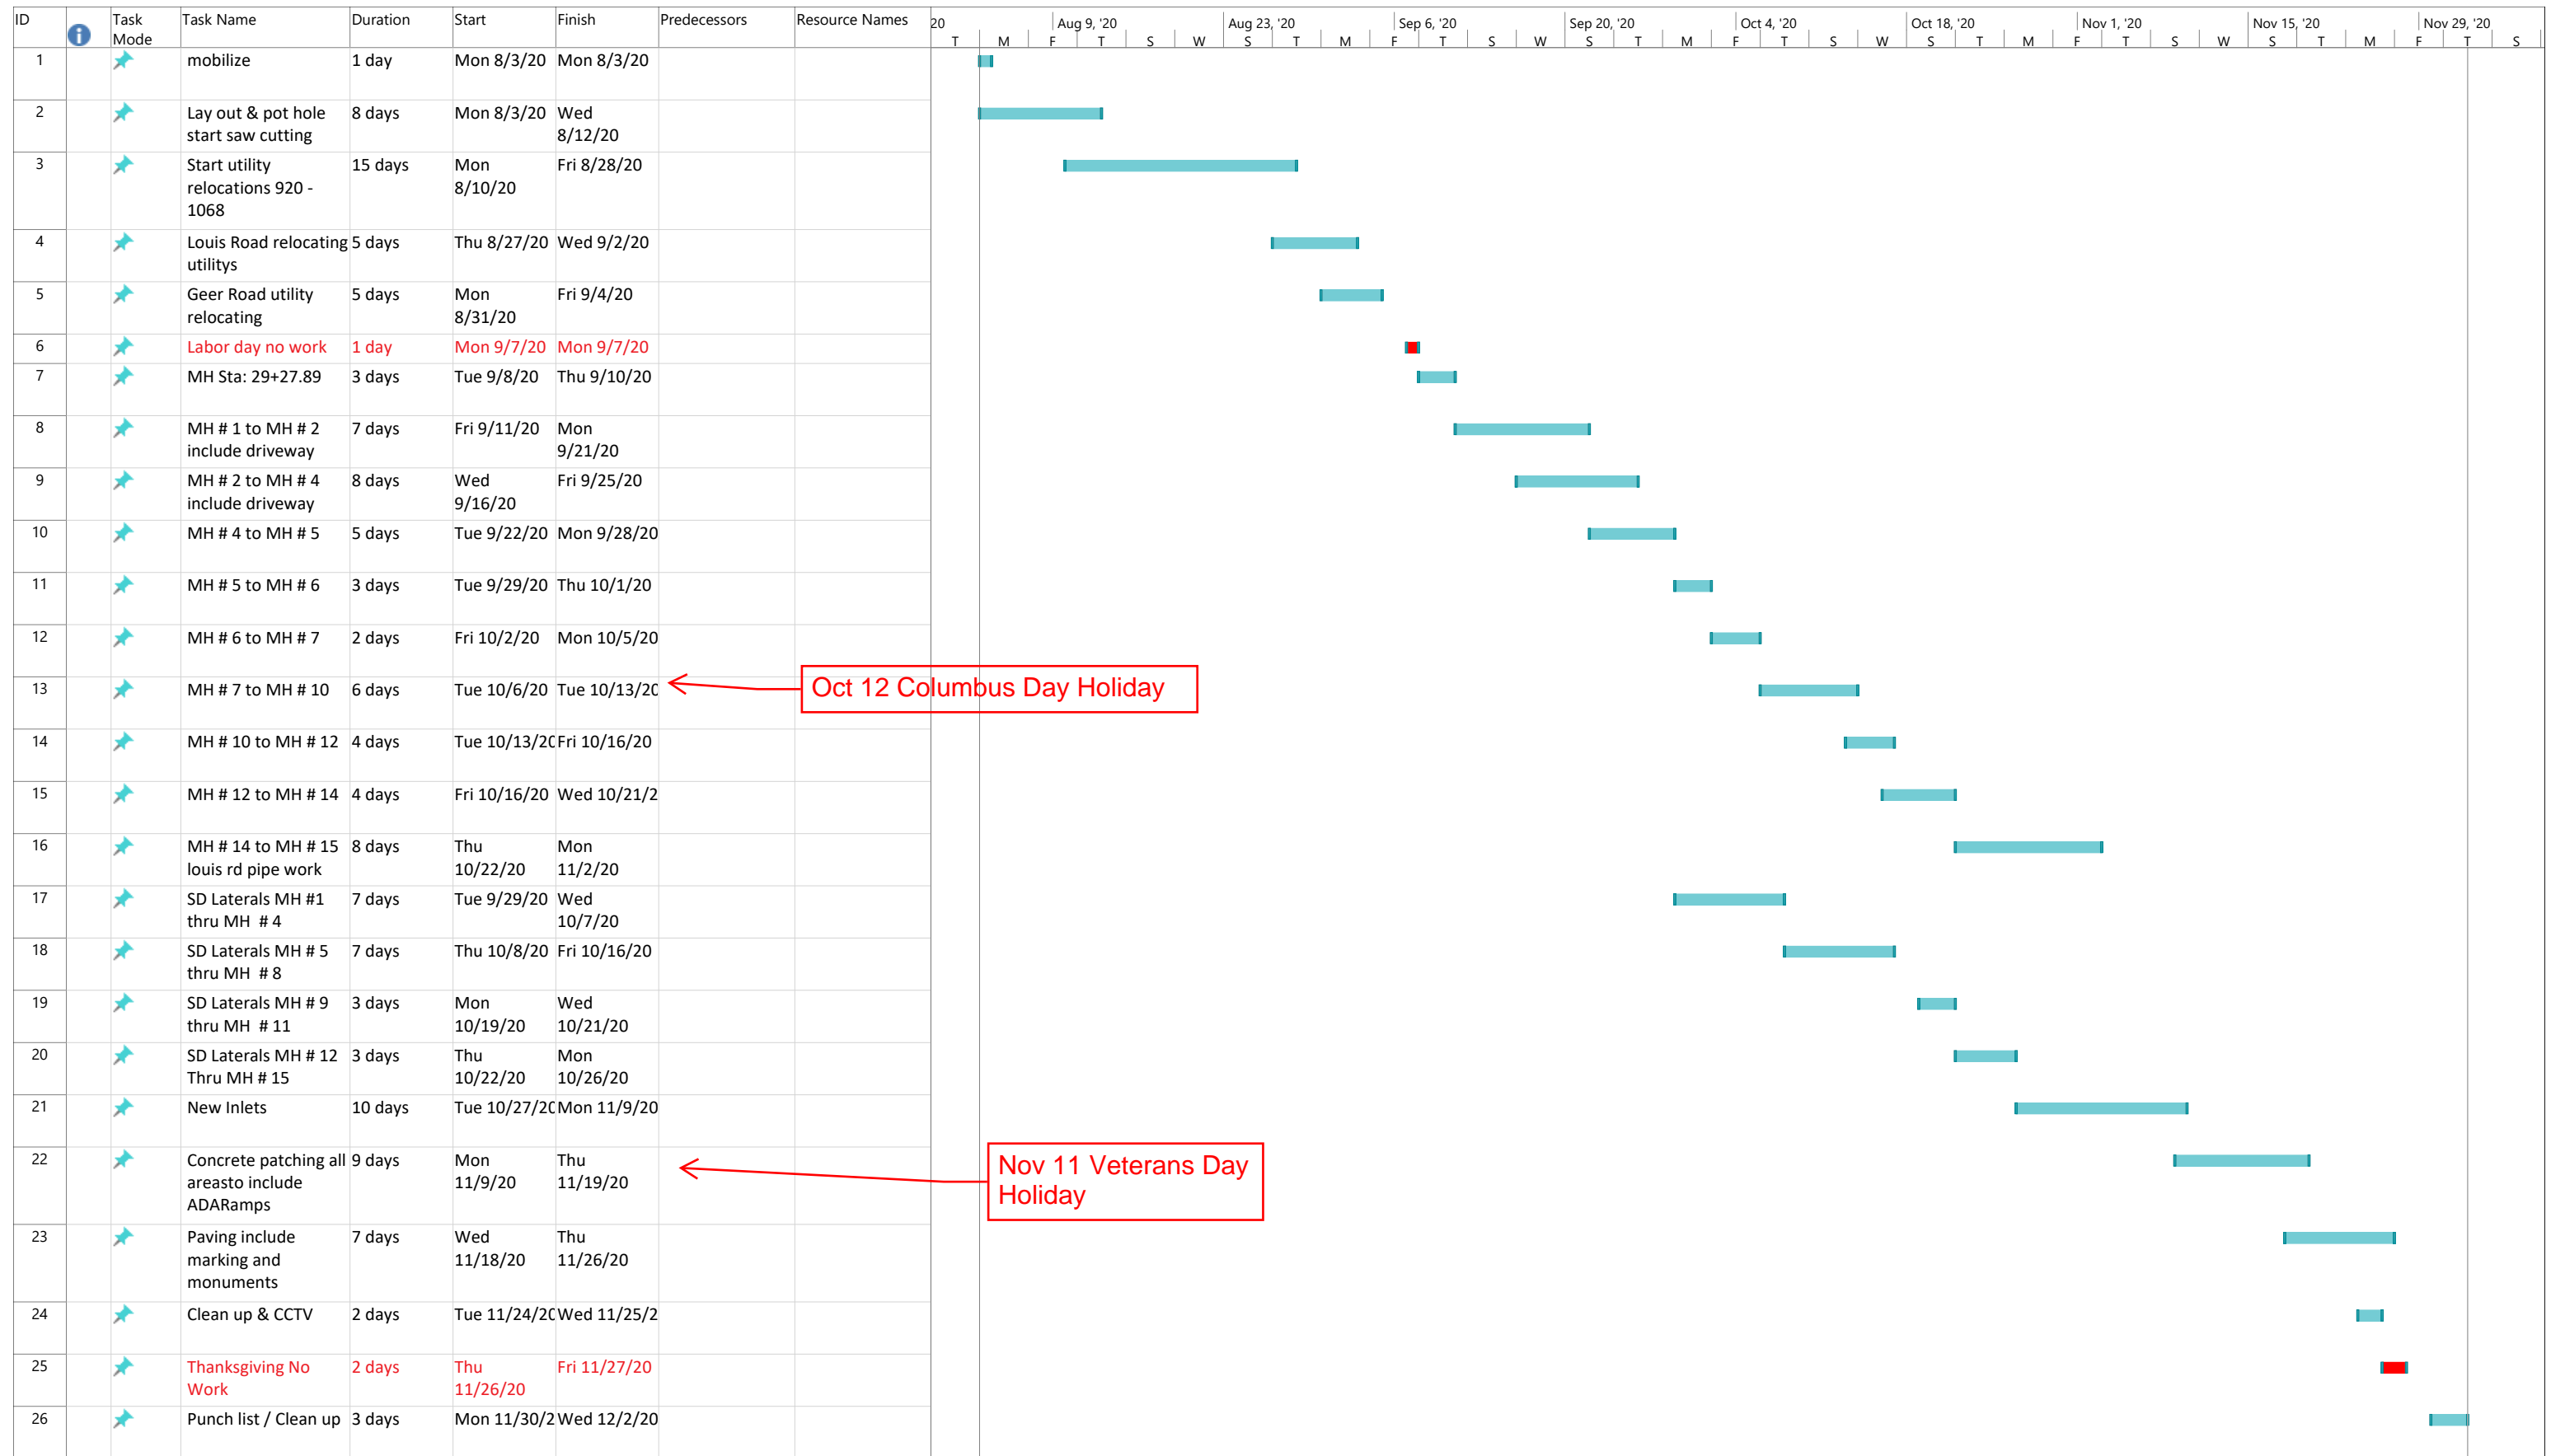 ID Task Mode Task Name Duration Start Finish Predecessors Resource Names
20 Aug 9, '20 Aug 23, '20 Sep 6, '20 Sep 20, '20 Oct 4, '20 Oct 18, '20 Nov 1, '20 Nov 15, '20 Nov 29, '20
T M F T S W S T M F T S W S T M F T S W S T M F T S W S T M F T S
1 mobilize 1 day Mon 8/3/20 Mon 8/3/20
2 Lay out & pot hole start saw cutting 8 days Mon 8/3/20 Wed 8/12/20
3 Start utility relocations 920 - 1068 15 days Mon 8/10/20 Fri 8/28/20
4 Louis Road relocating utilitys 5 days Thu 8/27/20 Wed 9/2/20
5 Geer Road utility relocating 5 days Mon 8/31/20 Fri 9/4/20
6 Labor day no work 1 day Mon 9/7/20 Mon 9/7/20
7 MH Sta: 29+27.89 3 days Tue 9/8/20 Thu 9/10/20
8 MH # 1 to MH # 2 include driveway 7 days Fri 9/11/20 Mon 9/21/20
9 MH # 2 to MH # 4 include driveway 8 days Wed 9/16/20 Fri 9/25/20
10 MH # 4 to MH # 5 5 days Tue 9/22/20 Mon 9/28/20
11 MH # 5 to MH # 6 3 days Tue 9/29/20 Thu 10/1/20
12 MH # 6 to MH # 7 2 days Fri 10/2/20 Mon 10/5/20
13 MH # 7 to MH # 10 6 days Tue 10/6/20 Tue 10/13/20
Oct 12 Columbus Day Holiday
14 MH # 10 to MH # 12 4 days Tue 10/13/20 Fri 10/16/20
15 MH # 12 to MH # 14 4 days Fri 10/16/20 Wed 10/21/2
16 MH # 14 to MH # 15 louis rd pipe work 8 days Thu 10/22/20 Mon 11/2/20
17 SD Laterals MH #1 thru MH # 4 7 days Tue 9/29/20 Wed 10/7/20
18 SD Laterals MH # 5 thru MH # 8 7 days Thu 10/8/20 Fri 10/16/20
19 SD Laterals MH # 9 thru MH # 11 3 days Mon 10/19/20 Wed 10/21/20
20 SD Laterals MH # 12 Thru MH # 15 3 days Thu 10/22/20 Mon 10/26/20
21 New Inlets 10 days Tue 10/27/20 Mon 11/9/20
22 Concrete patching all areasto include ADARamps 9 days Mon 11/9/20 Thu 11/19/20
Nov 11 Veterans Day
Holiday
23 Paving include marking and monuments 7 days Wed 11/18/20 Thu 11/26/20
24 Clean up & CCTV 2 days Tue 11/24/20 Wed 11/25/2
25 Thanksgiving No Work 2 days Thu 11/26/20 Fri 11/27/20
26 Punch list / Clean up 3 days Mon 11/30/2 Wed 12/2/20